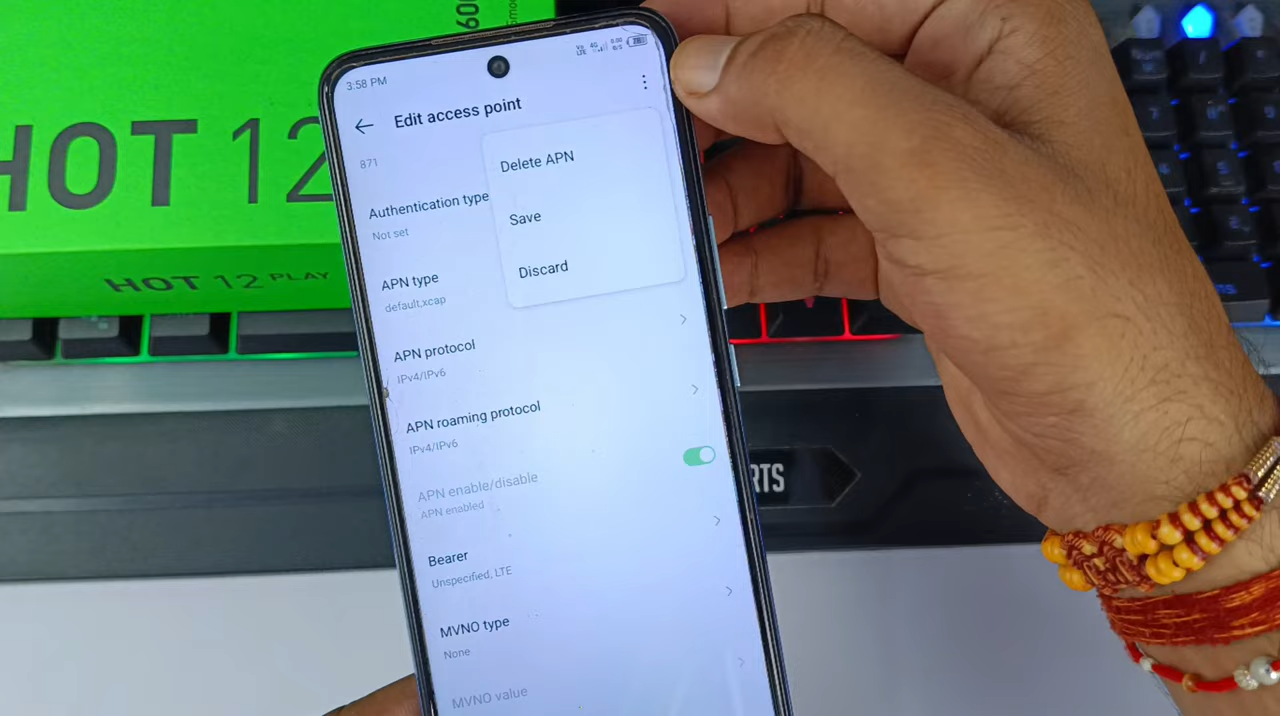 HOT 12
HOT 12 PLAY
3:58 PM
Edit access point
871
Delete APN
Save
Discard
Authentication type
Not set
APN type
default,xcap
APN protocol
IPv4/IPv6
APN roaming protocol
IPv4/IPv6
APN enable/disable
APN enabled
Bearer
Unspecified, LTE
MVNO type
None
MVNO value
RTS